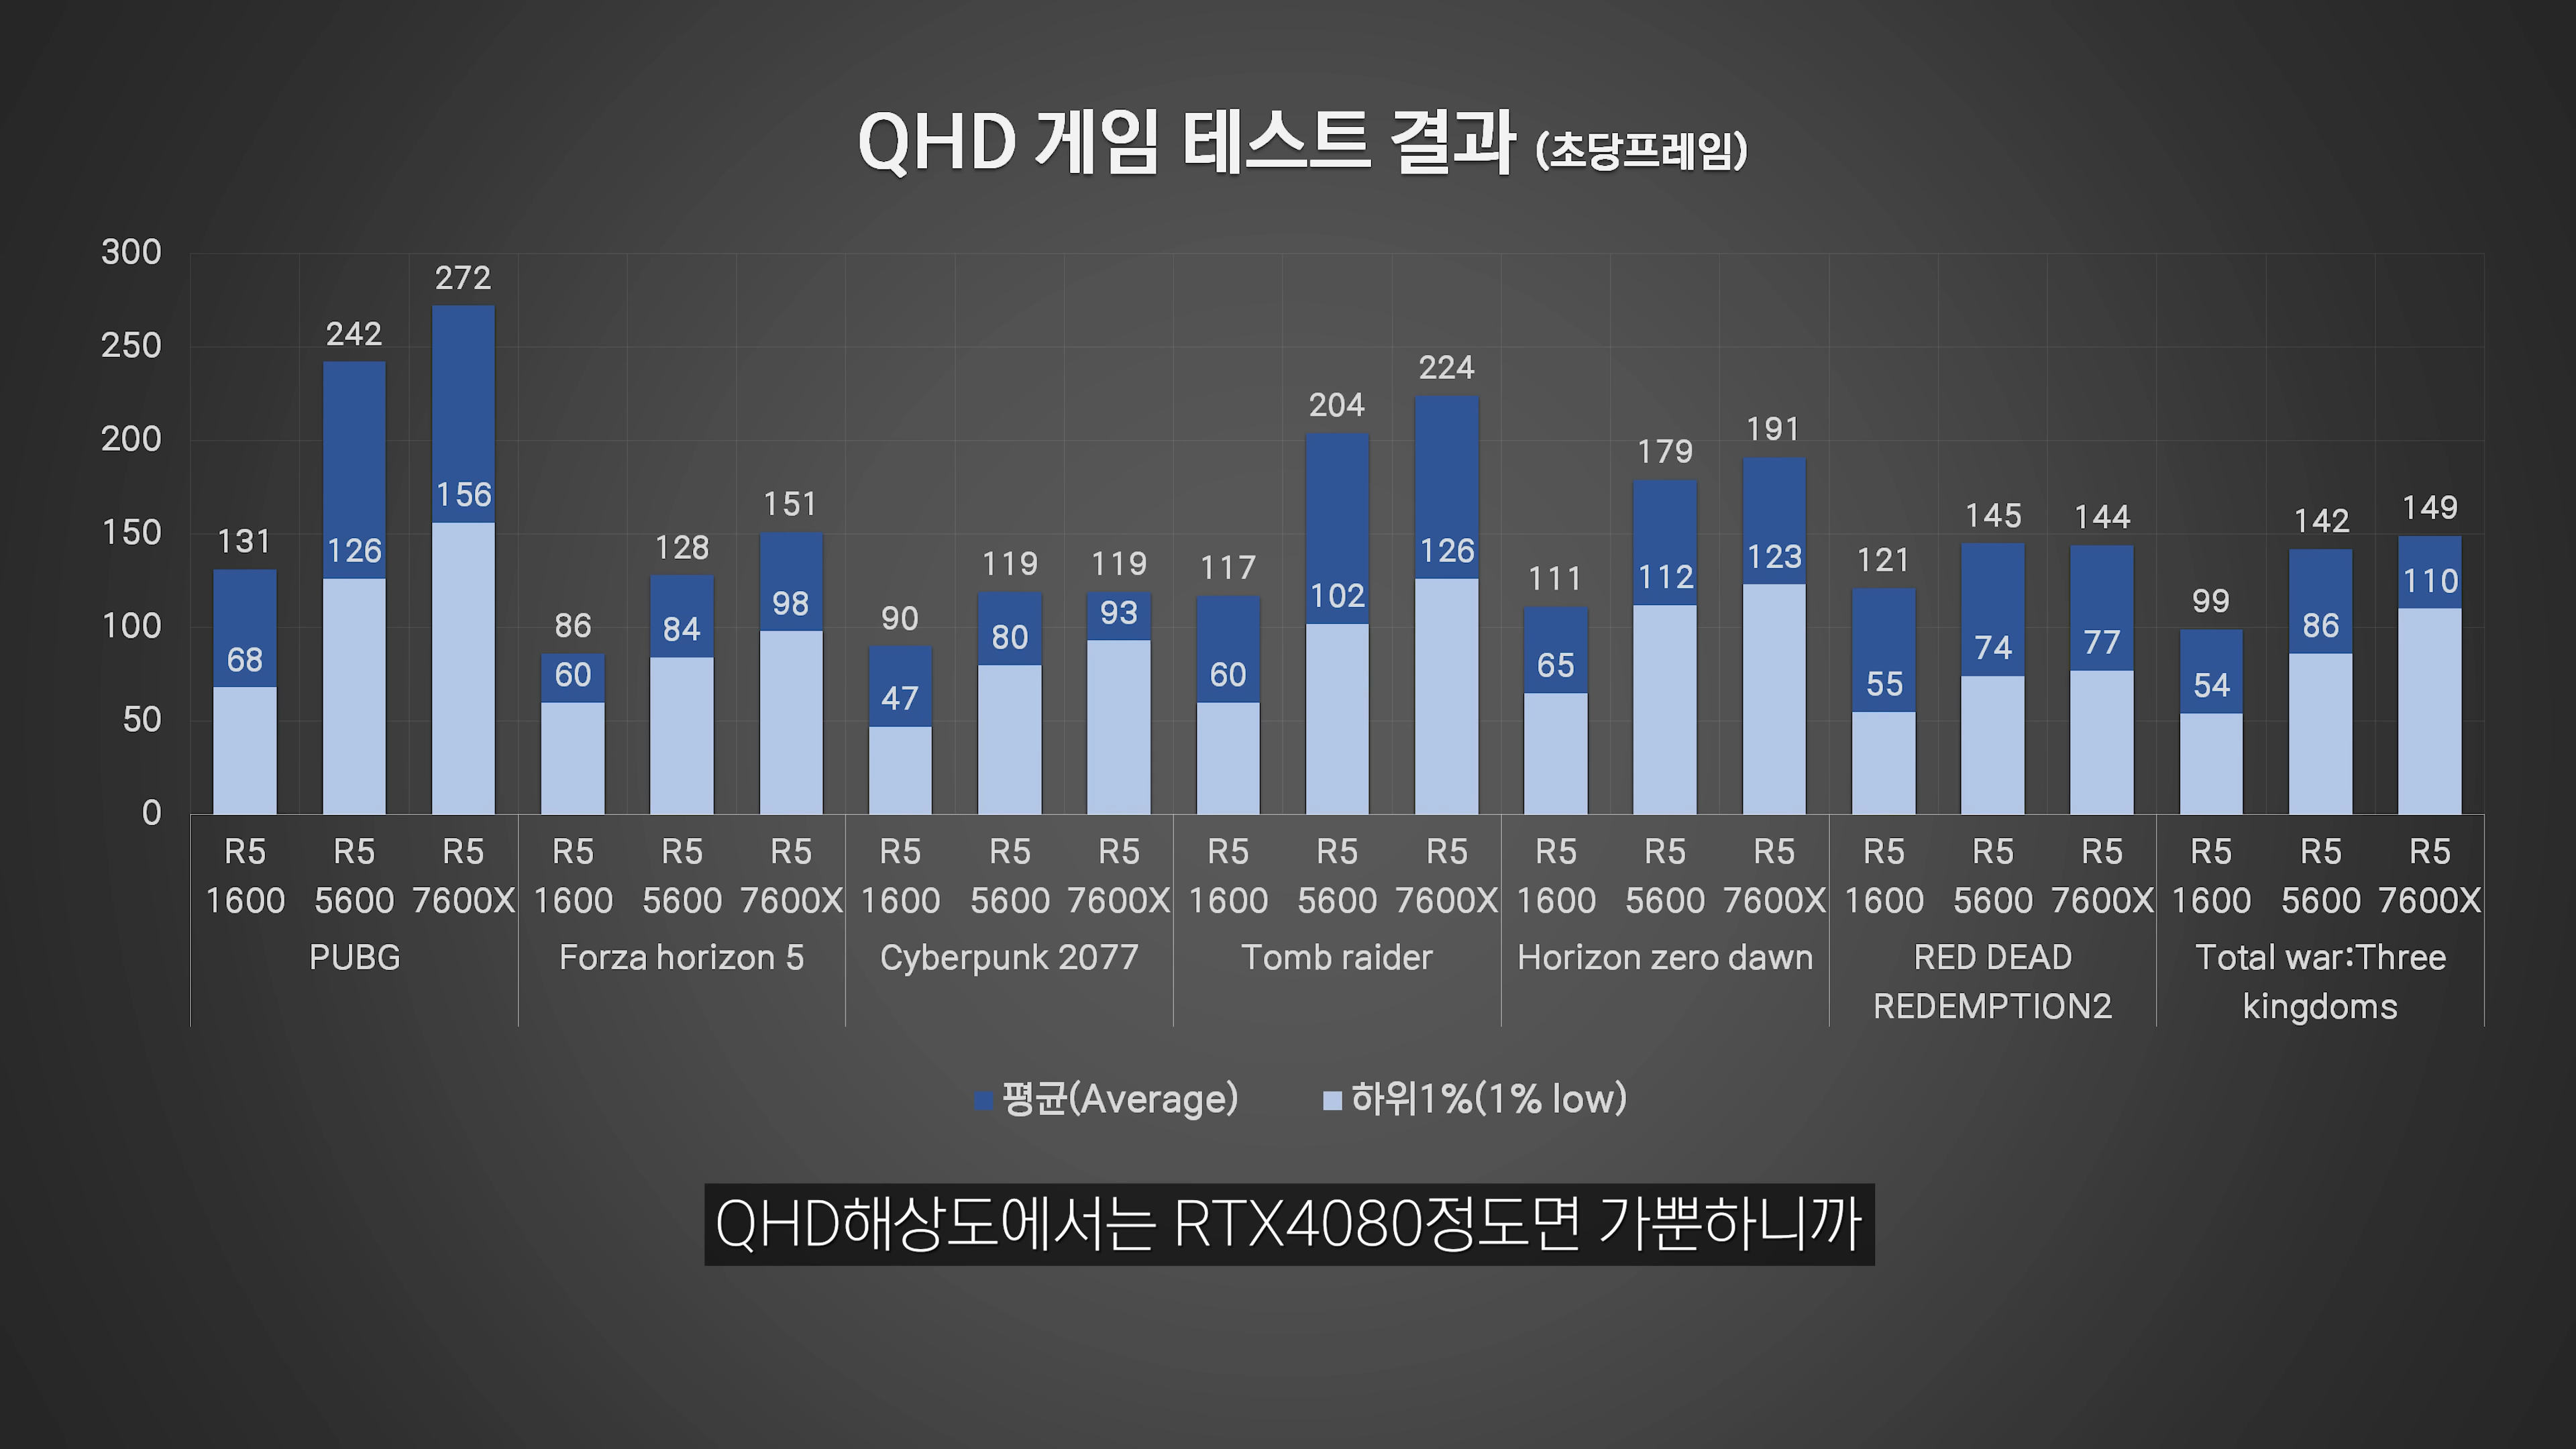 QHD 게임 테스트 결과 (초당프레임)
300
250
200
150
100
50
0
131 68 242 126 272 156
86 60 128 84 151 98
90 47 119 80 119 93
117 60 204 102 224 126
111 65 179 112 191 123
121 55 145 74 144 77
99 54 142 86 149 110
R5 R5 R5 R5 R5 R5 R5 R5 R5 R5 R5 R5 R5 R5 R5 R5 R5 R5 R5 R5 R5
1600 5600 7600X 1600 5600 7600X 1600 5600 7600X 1600 5600 7600X 1600 5600 7600X 1600 5600 7600X 1600 5600 7600X
PUBG
Forza horizon 5
Cyberpunk 2077
Tomb raider
Horizon zero dawn
RED DEAD
REDEMPTION2
Total war:Three
kingdoms
평균(Average) 하위1%(1% low)
QHD해상도에서는 RTX4080정도면 가뿐하니까